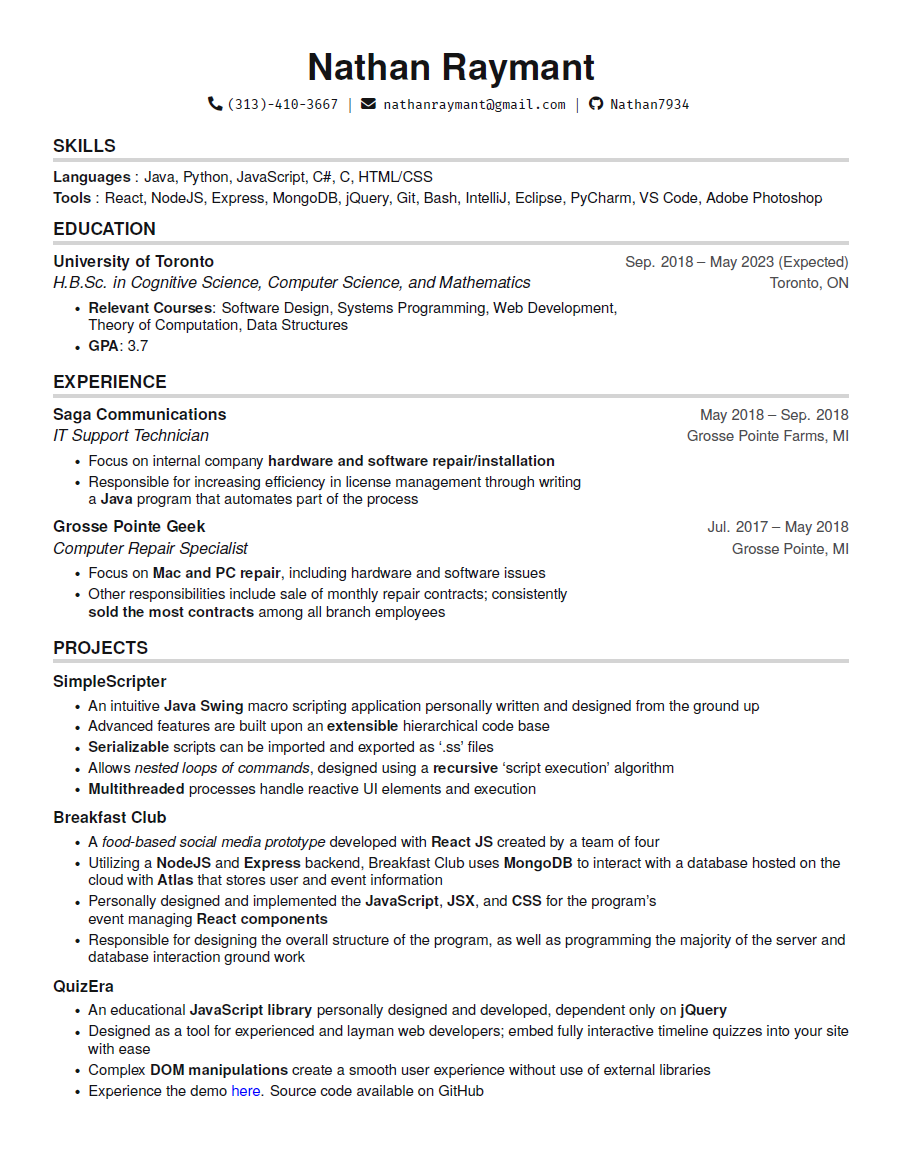 Nathan Raymant
(313)-410-3667 | nathanraymant@gmail.com | Nathan7934
SKILLS
Languages : Java, Python, JavaScript, C#, C, HTML/CSS
Tools : React, NodeJS, Express, MongoDB, jQuery, Git, Bash, IntelliJ, Eclipse, PyCharm, VS Code, Adobe Photoshop
EDUCATION
University of Toronto Sep. 2018 – May 2023 (Expected)
H.B.Sc. in Cognitive Science, Computer Science, and Mathematics Toronto, ON
• Relevant Courses: Software Design, Systems Programming, Web Development,
Theory of Computation, Data Structures
• GPA: 3.7
EXPERIENCE
Saga Communications May 2018 – Sep. 2018
IT Support Technician Grosse Pointe Farms, MI
• Focus on internal company hardware and software repair/installation
• Responsible for increasing efficiency in license management through writing
a Java program that automates part of the process
Grosse Pointe Geek Jul. 2017 – May 2018
Computer Repair Specialist Grosse Pointe, MI
• Focus on Mac and PC repair, including hardware and software issues
• Other responsibilities include sale of monthly repair contracts; consistently
sold the most contracts among all branch employees
PROJECTS
SimpleScripter
• An intuitive Java Swing macro scripting application personally written and designed from the ground up
• Advanced features are built upon an extensible hierarchical code base
• Serializable scripts can be imported and exported as ‘.ss’ files
• Allows nested loops of commands, designed using a recursive ‘script execution’ algorithm
• Multithreaded processes handle reactive UI elements and execution
Breakfast Club
• A food-based social media prototype developed with React JS created by a team of four
• Utilizing a NodeJS and Express backend, Breakfast Club uses MongoDB to interact with a database hosted on the
cloud with Atlas that stores user and event information
• Personally designed and implemented the JavaScript, JSX, and CSS for the program’s
event managing React components
• Responsible for designing the overall structure of the program, as well as programming the majority of the server and
database interaction ground work
QuizEra
• An educational JavaScript library personally designed and developed, dependent only on jQuery
• Designed as a tool for experienced and layman web developers; embed fully interactive timeline quizzes into your site
with ease
• Complex DOM manipulations create a smooth user experience without use of external libraries
• Experience the demo here. Source code available on GitHub